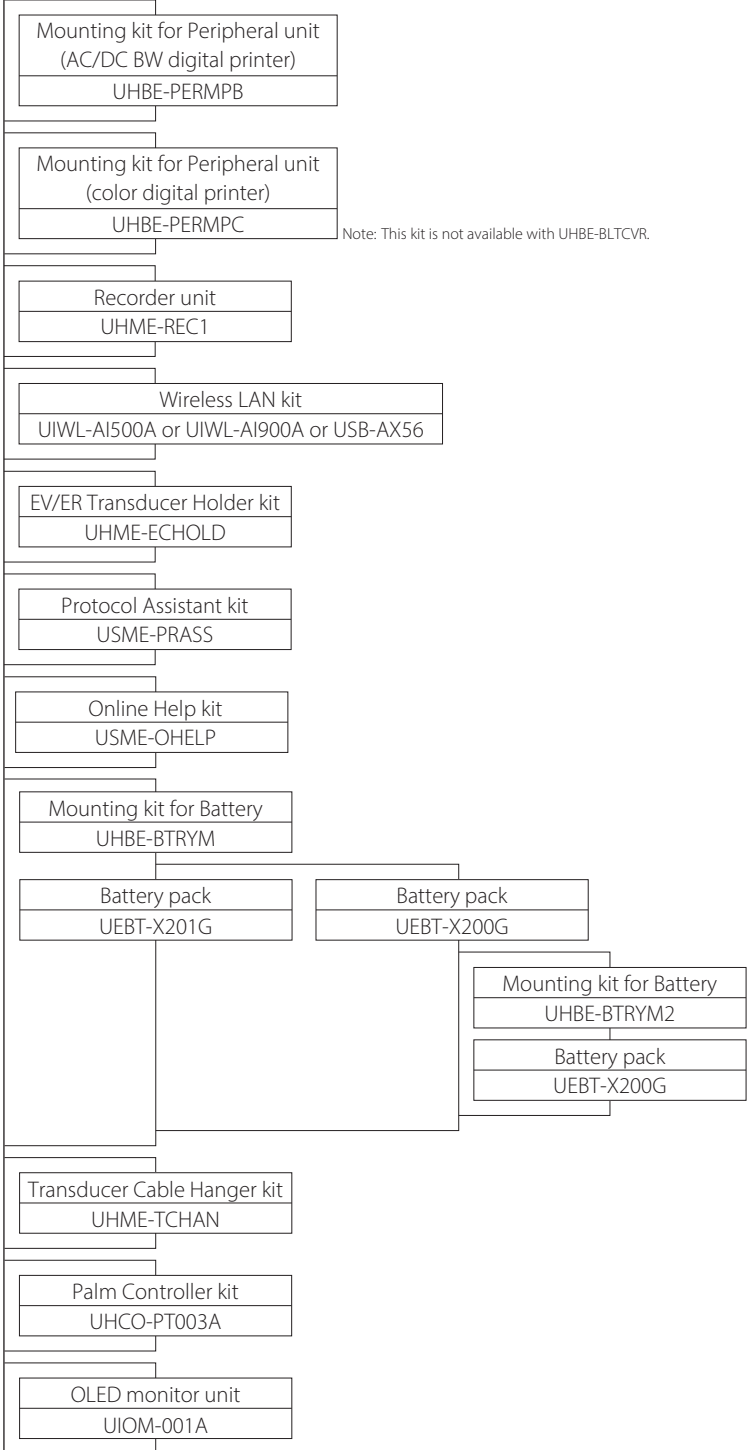 Mounting kit for Peripheral unit
(AC/DC BW digital printer)
UHBE-PERMPB
Mounting kit for Peripheral unit
(color digital printer)
UHBE-PERMPC
Note: This kit is not available with UHBE-BLTCVR.
Recorder unit
UHME-REC1
Wireless LAN kit
UIWL-AI500A or UIWL-AI900A or USB-AX56
EV/ER Transducer Holder kit
UHME-ECHOLD
Protocol Assistant kit
USME-PRASS
Online Help kit
USME-OHELP
Mounting kit for Battery
UHBE-BTRYM
Battery pack
UEBT-X201G
Battery pack
UEBT-X200G
Mounting kit for Battery
UHBE-BTRYM2
Battery pack
UEBT-X200G
Transducer Cable Hanger kit
UHME-TCHAN
Palm Controller kit
UHCO-PT003A
OLED monitor unit
UIOM-001A